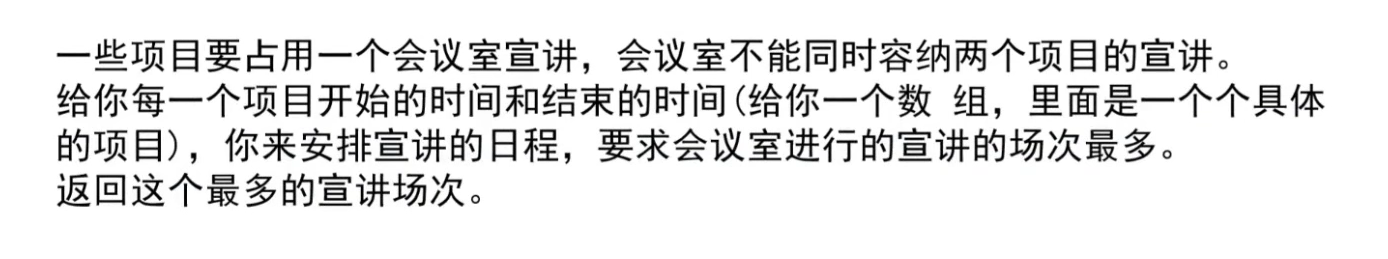 一些项目要占用一个会议室宣讲，会议室不能同时容纳两个项目的宣讲。
给你每一个项目开始的时间和结束的时间(给你一个数 组，里面是一个个具体
的项目)，你来安排宣讲的日程，要求会议室进行的宣讲的场次最多。
返回这个最多的宣讲场次。